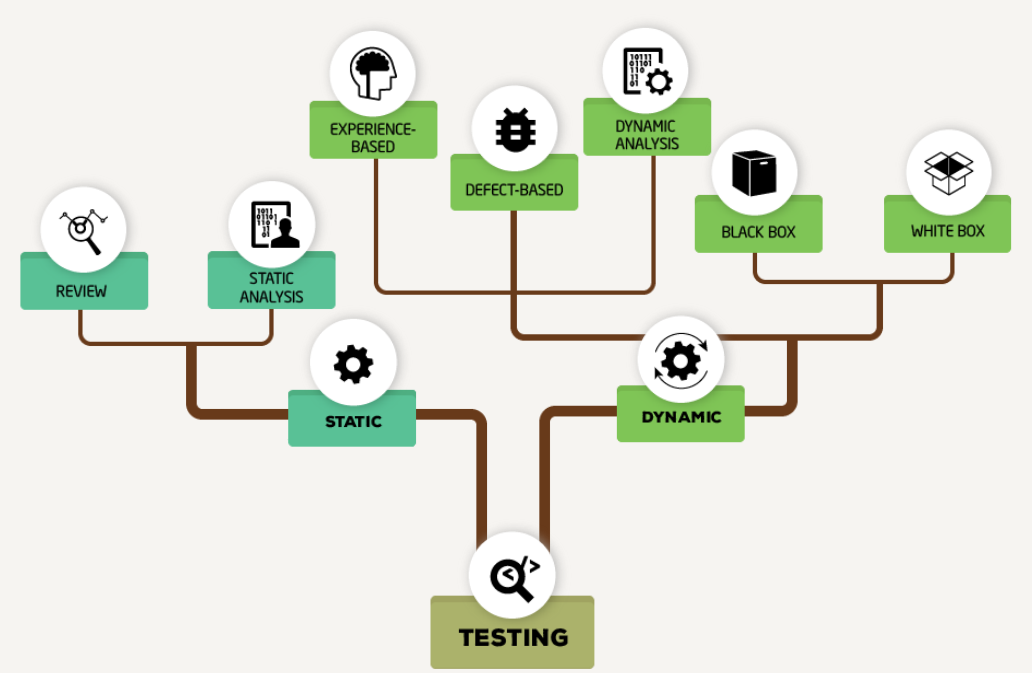 EXPERIENCE-
BASED
DEFECT-BASED
DYNAMIC
ANALYSIS
BLACK BOX
WHITE BOX
REVIEW
STATIC
ANALYSIS
STATIC
DYNAMIC
TESTING